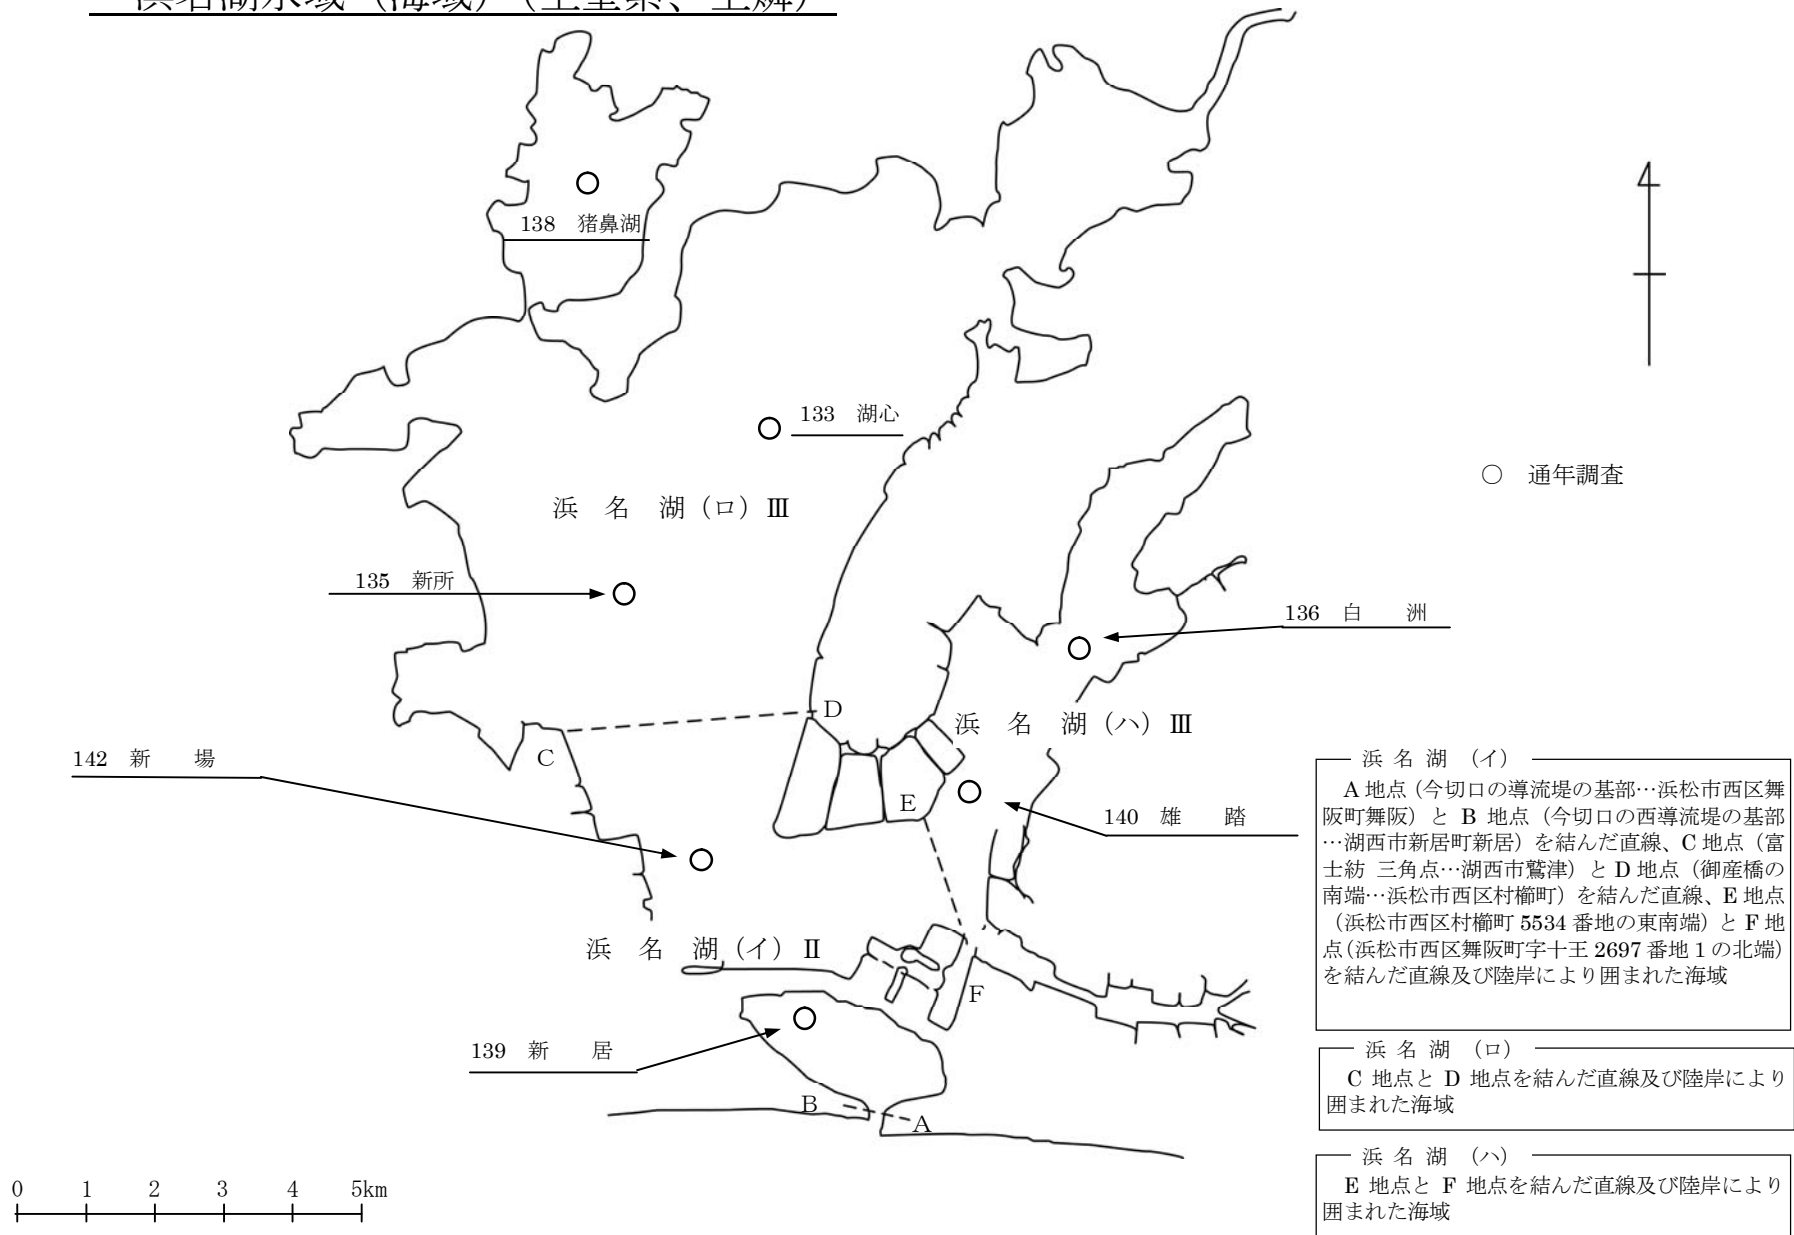 浜名湖水域（海域）（全窒素、全燐）
138　猪鼻湖
133　湖心
○　通年調査
浜　名　湖（ロ）Ⅲ
135　新所
136　白　洲
D
浜　名　湖（ハ）Ⅲ
C
142　新　場
E
140　雄　踏
浜　名　湖（イ）Ⅱ
F
139　新　居
B
A
0　1　2　3　4　5km
浜 名 湖 （イ）
A 地点（今切口の導流堤の基部…浜松市西区舞
阪町舞阪）と B 地点（今切口の西導流堤の基部
…湖西市新居町新居）を結んだ直線、C 地点（富
士紡 三角点…湖西市鷲津）と D 地点（御産橋の
南端…浜松市西区村櫛町）を結んだ直線、E 地点
（浜松市西区村櫛町 5534 番地の東南端）と F 地
点（浜松市西区舞阪町字十王 2697 番地 1 の北端）
を結んだ直線及び陸岸により囲まれた海域
浜 名 湖 （ロ）
C 地点と D 地点を結んだ直線及び陸岸により
囲まれた海域
浜 名 湖 （ハ）
E 地点と F 地点を結んだ直線及び陸岸により
囲まれた海域